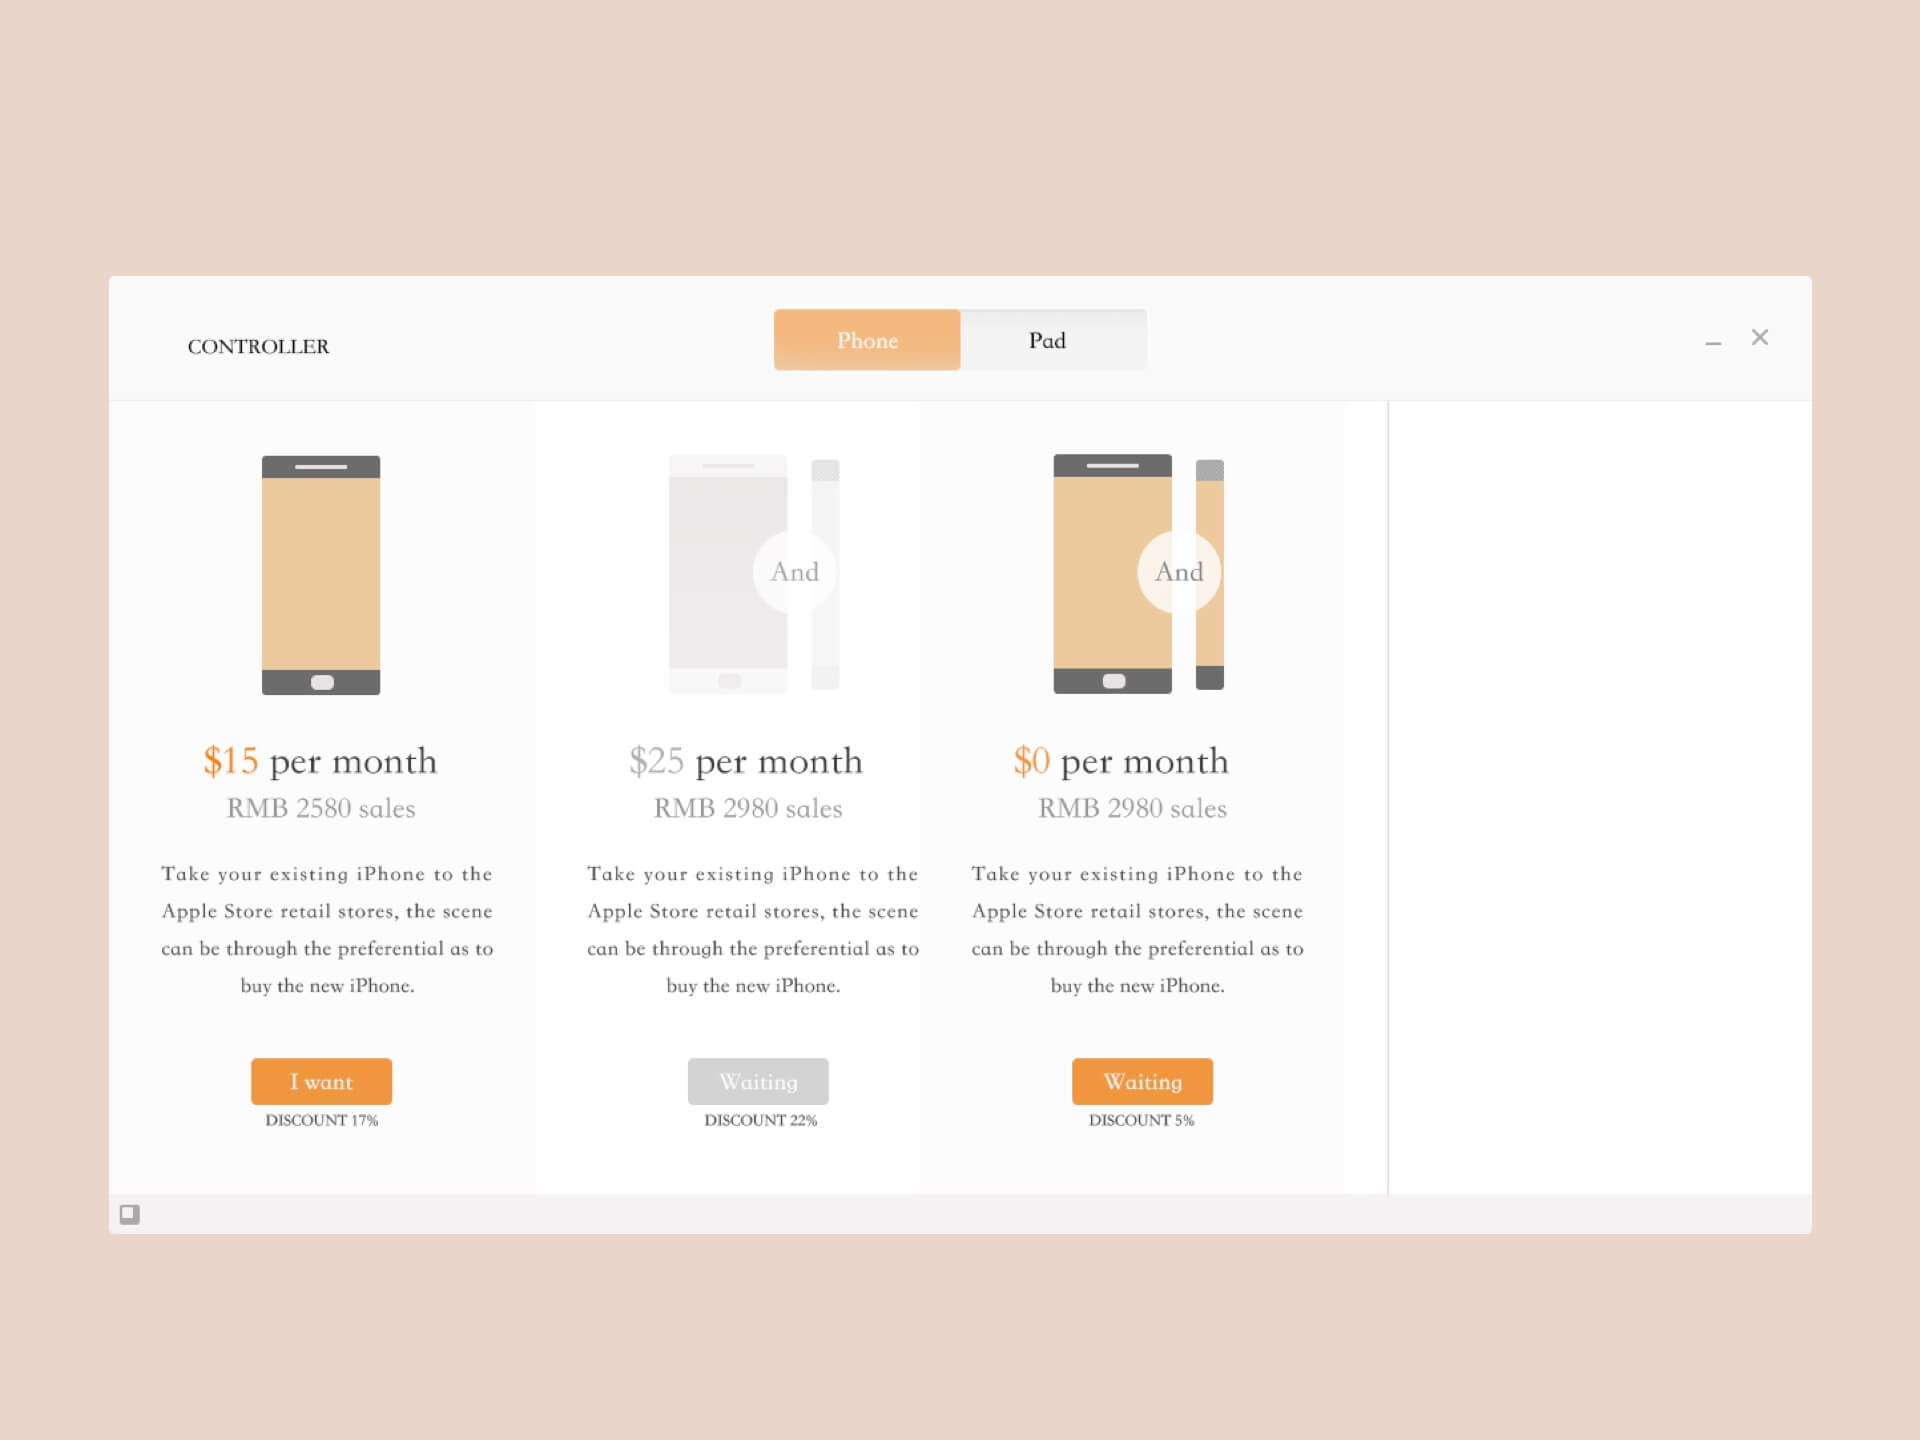 CONTROLLER
Phone
Pad
And
And
$15 per month
RMB 2580 sales
Take your existing iPhone to the
Apple Store retail stores, the scene
can be through the preferential as to
buy the new iPhone.
I want
DISCOUNT 17%
$25 per month
RMB 2980 sales
Take your existing iPhone to the
Apple Store retail stores, the scene
can be through the preferential as to
buy the new iPhone.
Waiting
DISCOUNT 22%
$0 per month
RMB 2980 sales
Take your existing iPhone to the
Apple Store retail stores, the scene
can be through the preferential as to
buy the new iPhone.
Waiting
DISCOUNT 5%